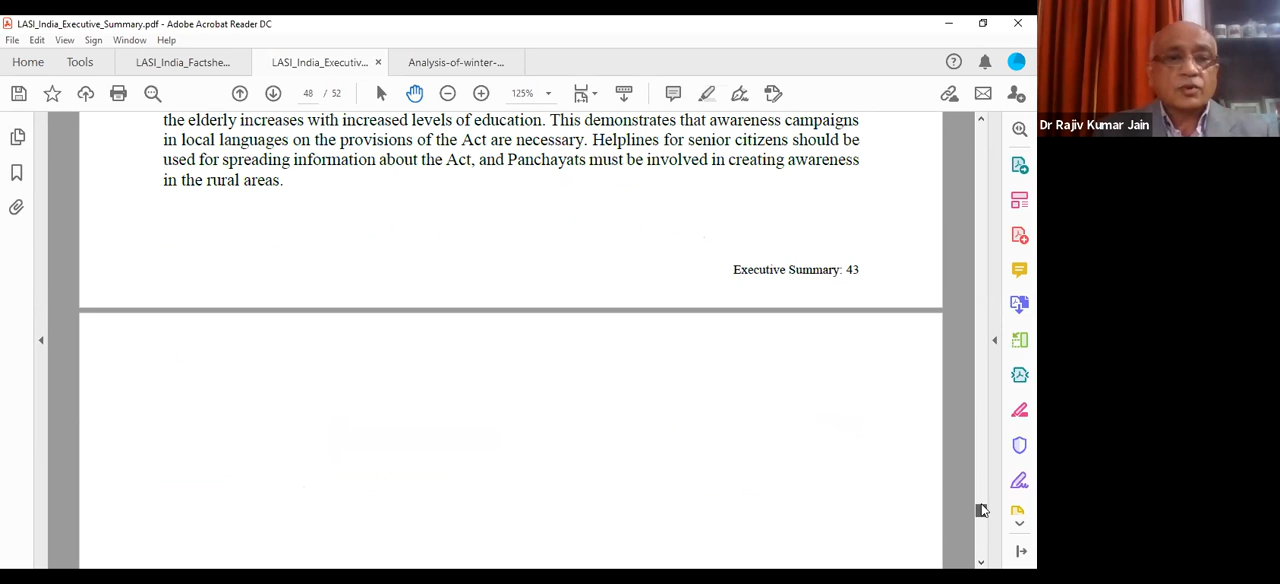 LASI_India_Executive_Summary.pdf - Adobe Acrobat Reader DC
File Edit View Sign Window Help
Home Tools LASI_India_Factshe... LASI_India_Executiv... Analysis-of-winter-...
48 / 52 125%
the elderly increases with increased levels of education. This demonstrates that awareness campaigns
in local languages on the provisions of the Act are necessary. Helplines for senior citizens should be
used for spreading information about the Act, and Panchayats must be involved in creating awareness
in the rural areas.
Executive Summary: 43
Dr Rajiv Kumar Jain